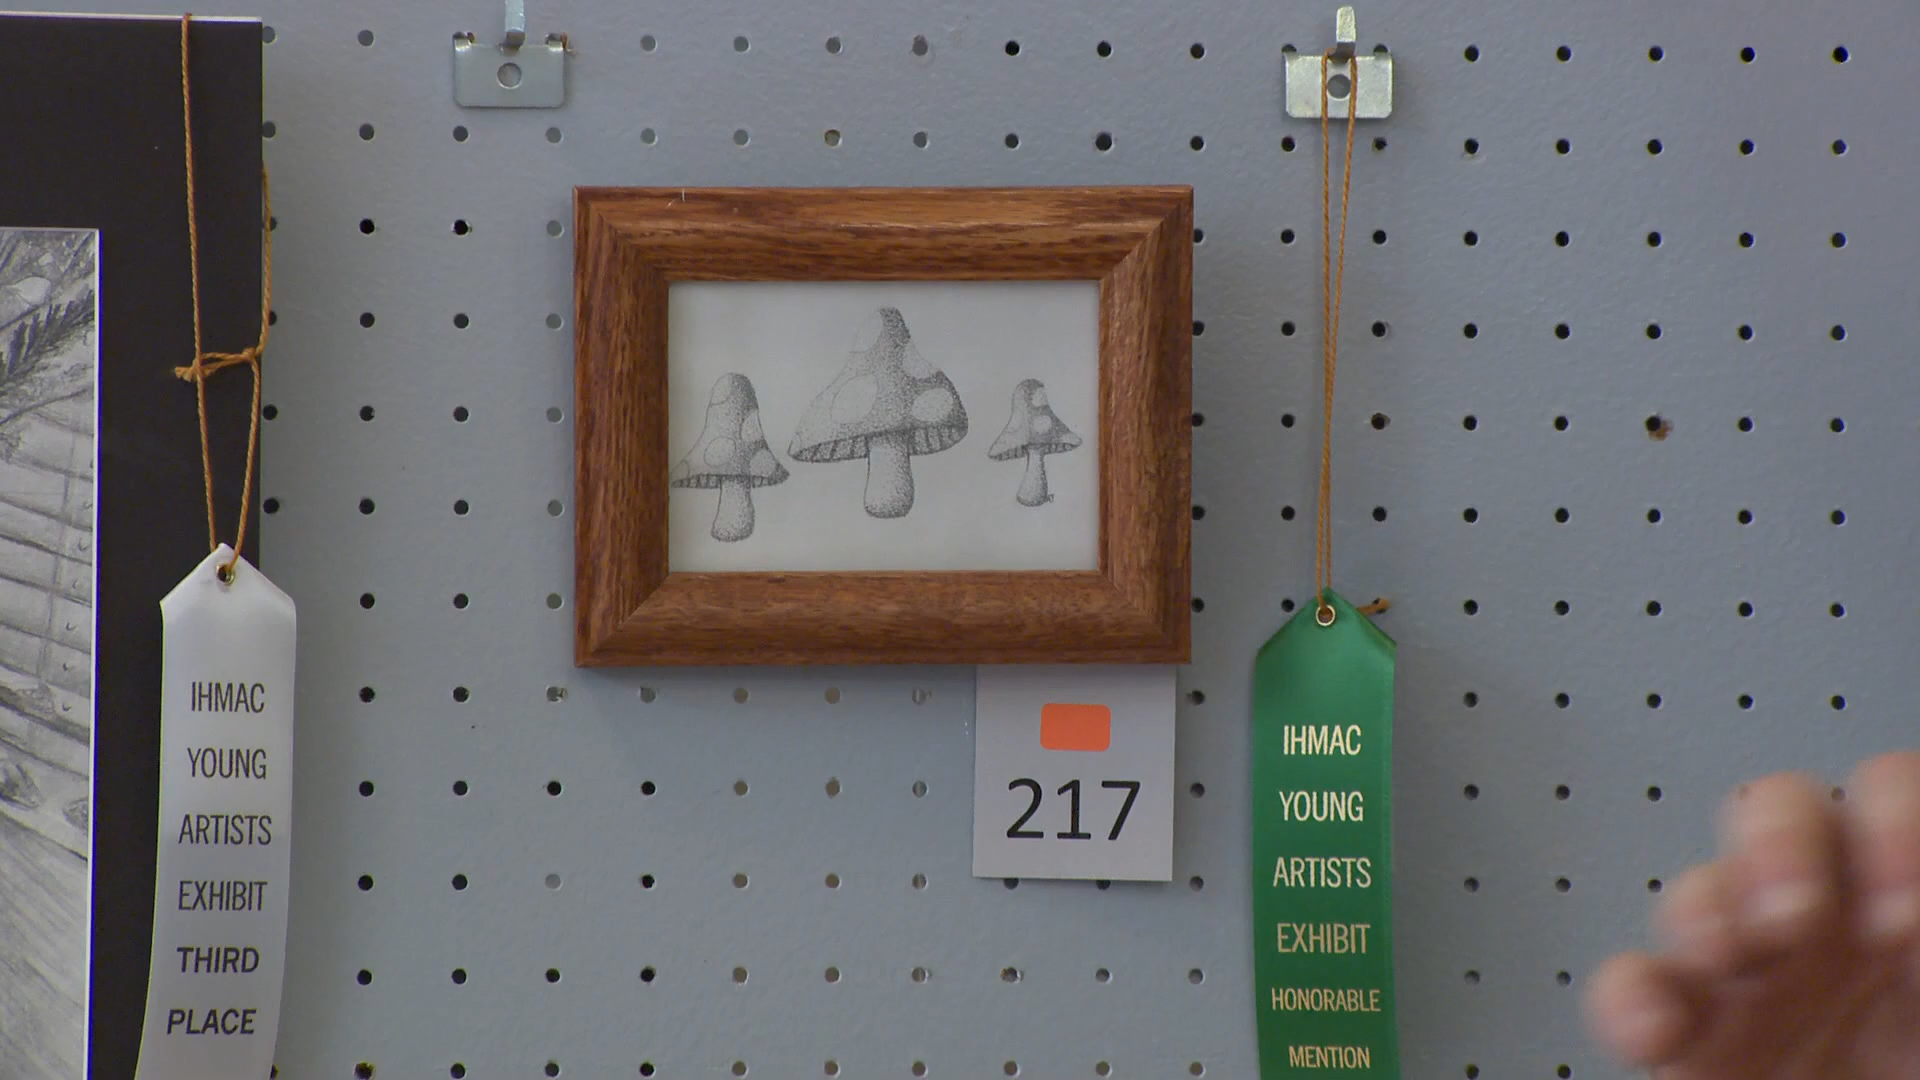 IHMAC
YOUNG
ARTISTS
EXHIBIT
THIRD
PLACE
217
IHMAC
YOUNG
ARTISTS
EXHIBIT
HONORABLE
MENTION